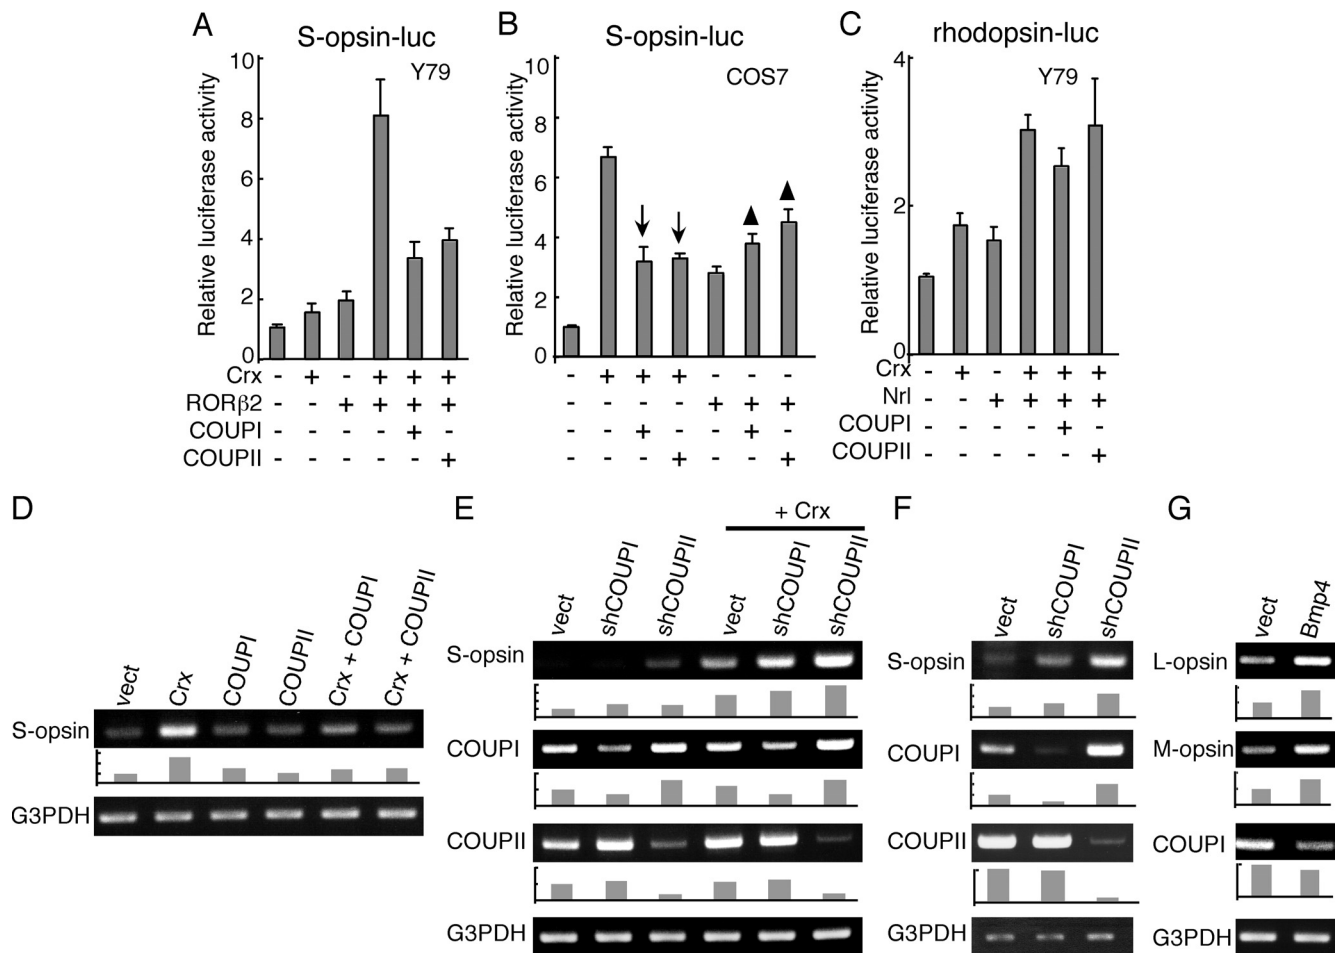 A
S-opsin-luc
Y79
Relative luciferase activity
10
8
6
4
2
0
Crx - + - + + +
RORβ2 - - + + + +
COUPI - - - - + -
COUPII - - - - - +
B
S-opsin-luc
COS7
Relative luciferase activity
10
8
6
4
2
0
- + + + - - -
- - - - + + +
- - + - - + -
- - - + - - +
C
rhodopsin-luc
Y79
Relative luciferase activity
4
2
0
Crx - + - + + +
Nrl - - + + + +
COUPI - - - - + -
COUPII - - - - - +
D
vect
Crx
COUPI
COUPII
Crx + COUPI
Crx + COUPII
S-opsin
G3PDH
E
+ Crx
vect
shCOUPI
shCOUPII
vect
shCOUPI
shCOUPII
S-opsin
COUPI
COUPII
G3PDH
F
vect
shCOUPI
shCOUPII
S-opsin
COUPI
COUPII
G3PDH
G
vect
Bmp4
L-opsin
M-opsin
COUPI
G3PDH